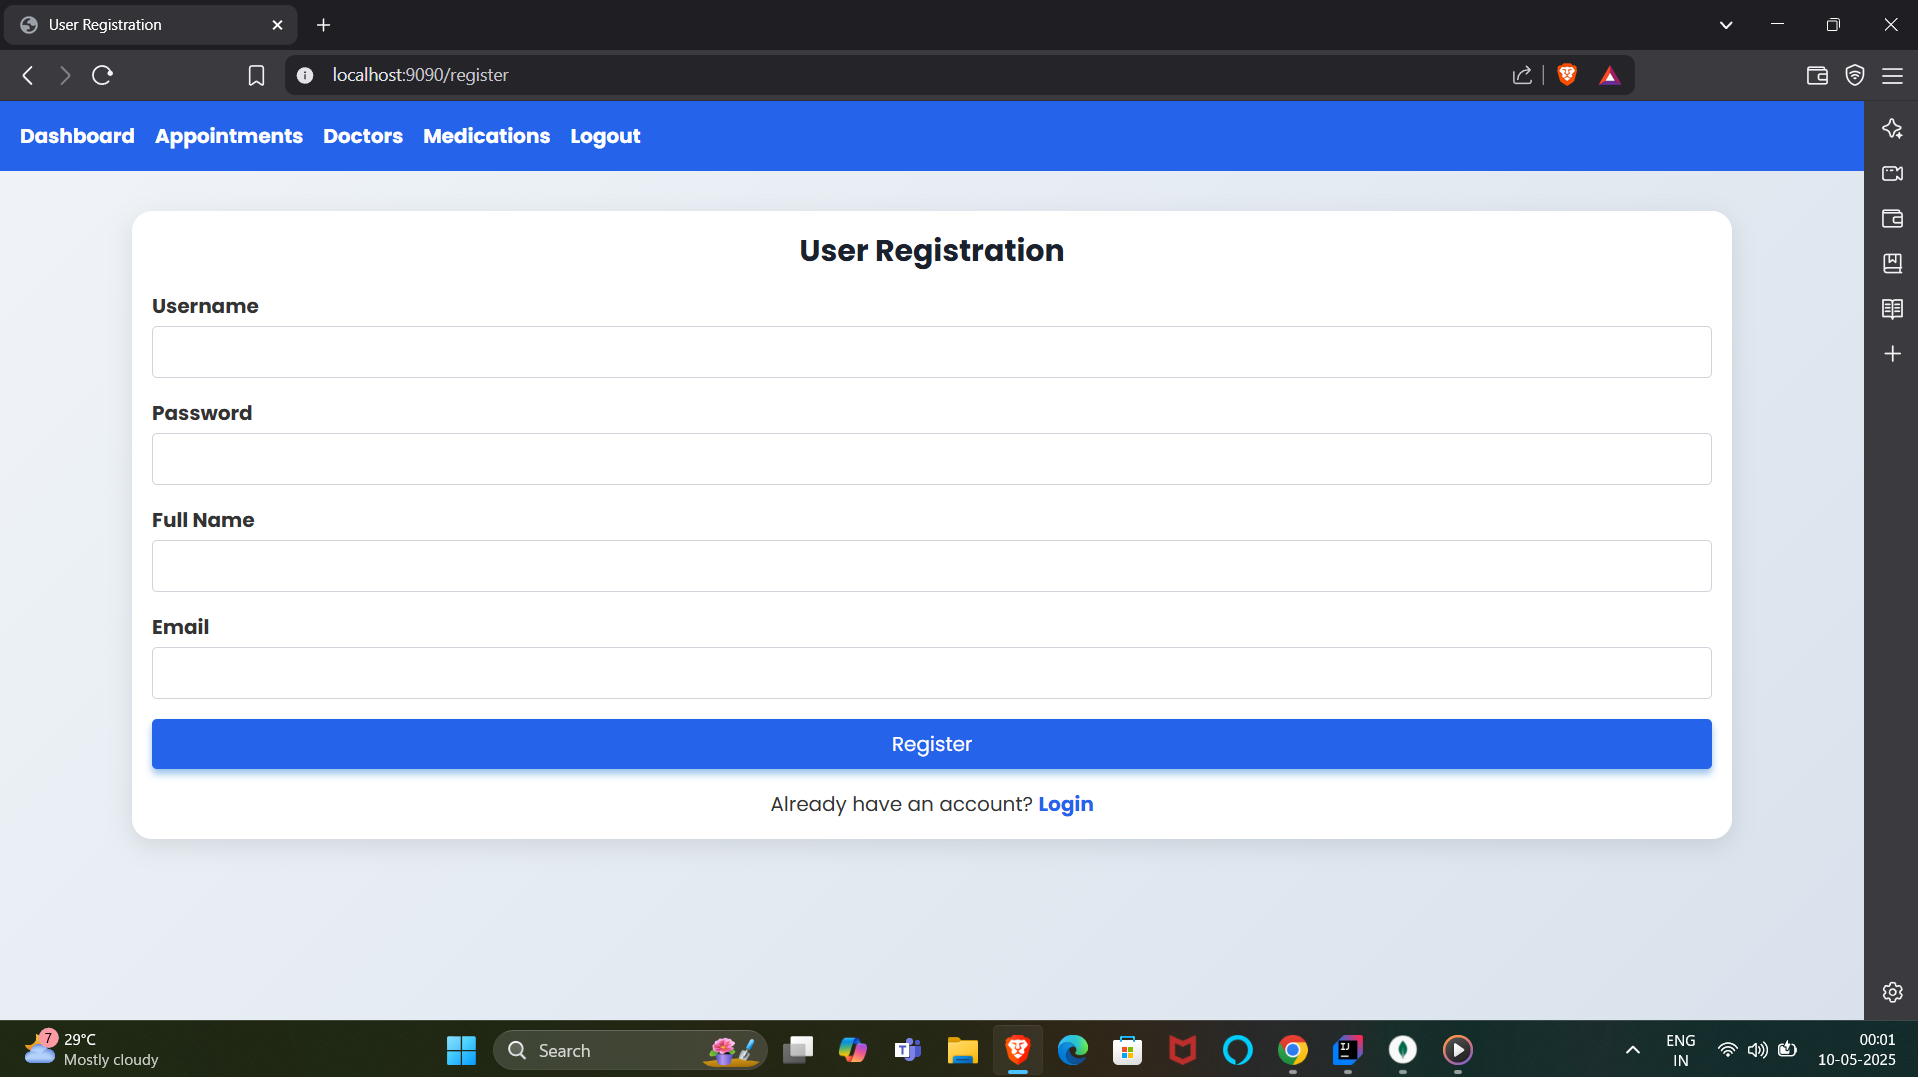 User Registration
localhost:9090/register
Dashboard Appointments Doctors Medications Logout
User Registration
Username
Password
Full Name
Email
Register
Already have an account? Login
7
29°C
Mostly cloudy
Search
T
IJ
ENG
IN
00:01
10-05-2025